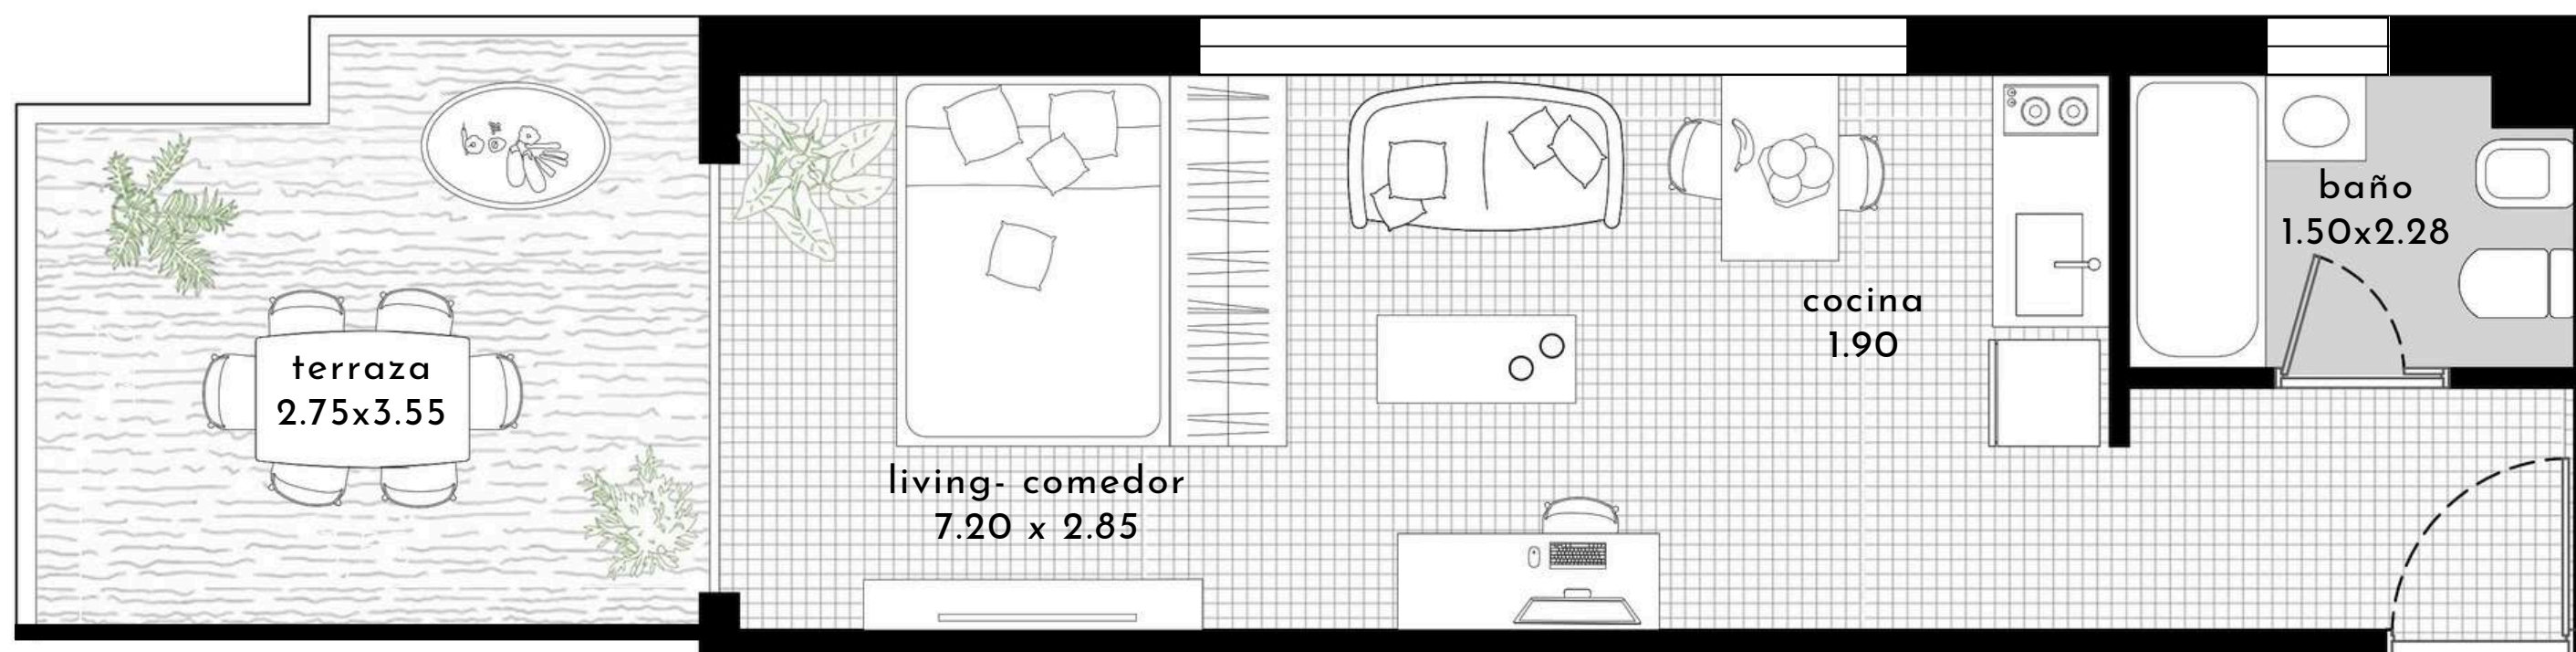 terraza
2.75x3.55
living- comedor
7.20 x 2.85
cocina
1.90
baño
1.50x2.28